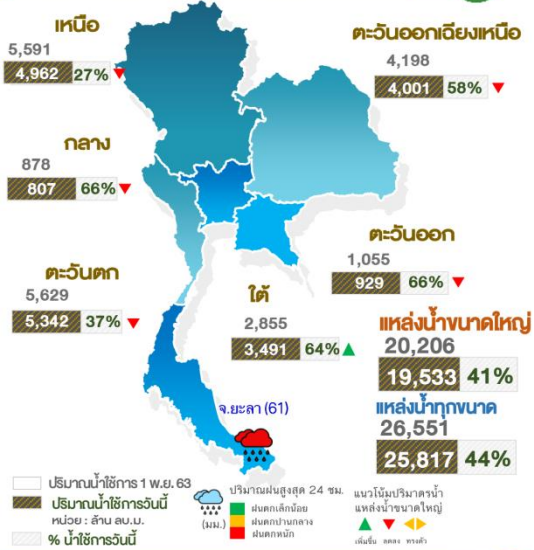 เหนือ
5,591
4,962 27%
ตะวันออกเฉียงเหนือ
4,198
4,001 58%
กลาง
878
807 66%
ตะวันออก
1,055
929 66%
ตะวันตก
5,629
5,342 37%
ใต้
2,855
3,491 64%
แหล่งน้ำขนาดใหญ่
20,206
19,533 41%
แหล่งน้ำทุกขนาด
26,551
25,817 44%
จ.ยะลา (61)
ปริมาณน้ำใช้การ 1 พ.ย. 63
ปริมาณน้ำใช้การวันนี้
หน่วย : ล้าน ลบ.ม.
% น้ำใช้การวันนี้
ปริมาณฝนสูงสุด 24 ชม.
(มม.)
ฝนตกเล็กน้อย
ฝนตกปานกลาง
ฝนตกหนัก
แนวโน้มปริมาตรน้ำ
แหล่งน้ำขนาดใหญ่
เพิ่มขึ้น ลดลง ทรงตัว